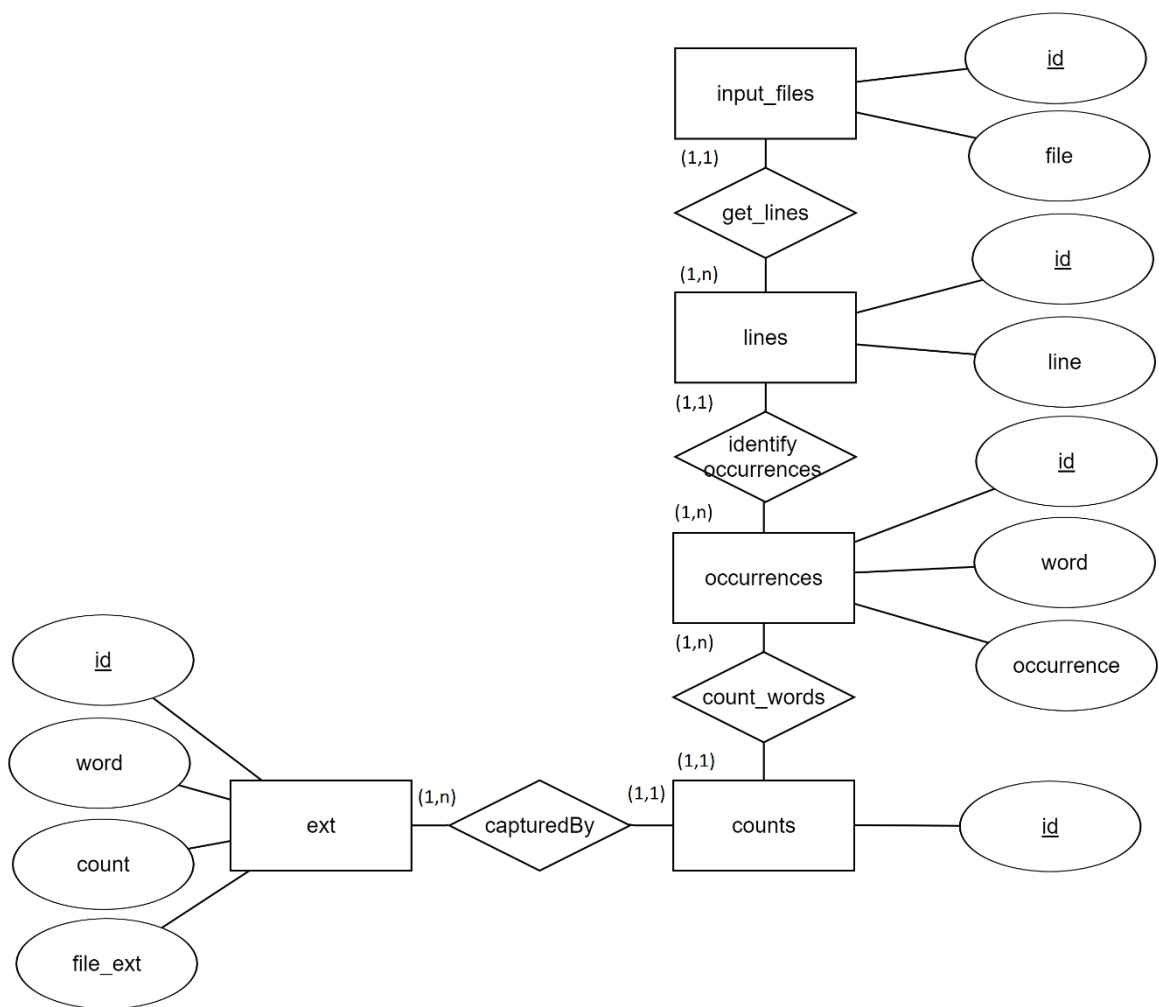 id
input_files
file
(1,1)
get_lines
id
(1,n)
lines
line
(1,1)
identify
occurrences
id
(1,n)
occurrences
word
(1,n)
occurrence
id
count_words
word
(1,1)
(1,n)
(1,1)
ext
capturedBy
counts
id
count
file_ext